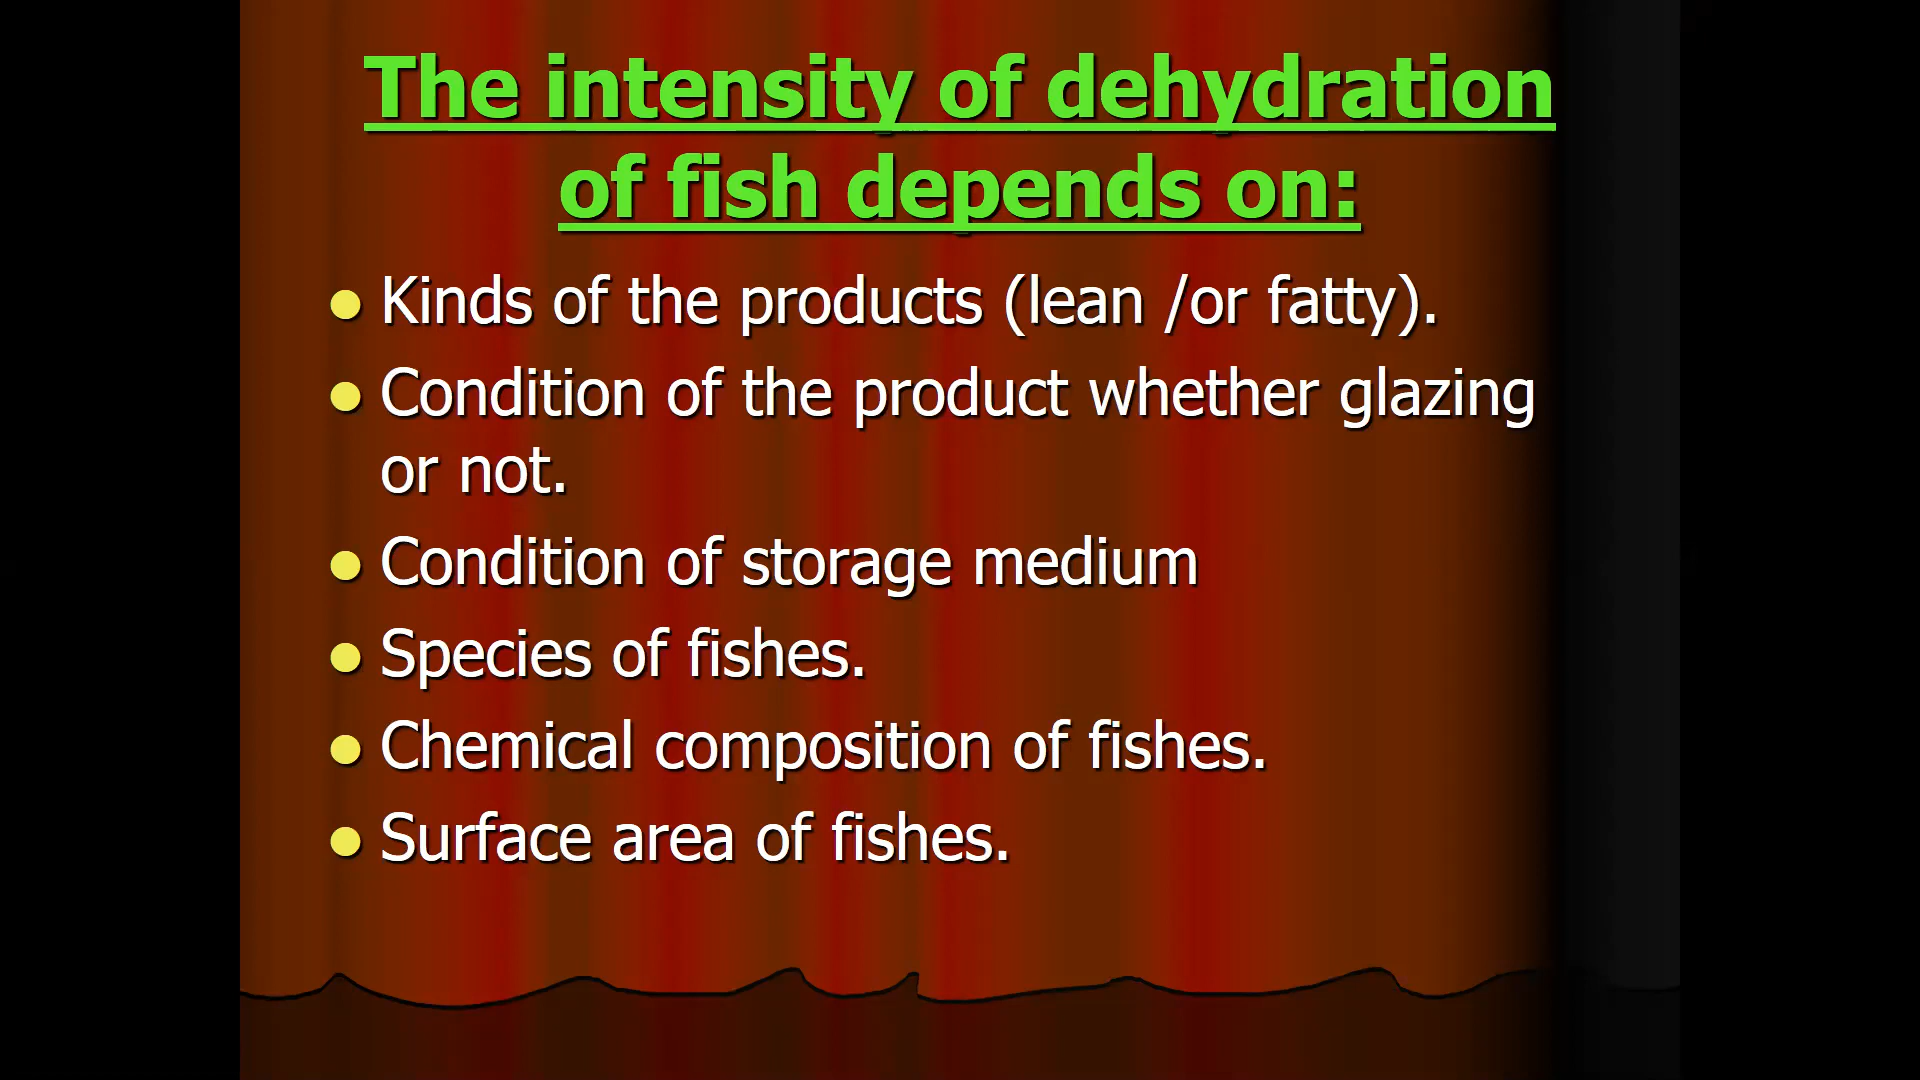 The intensity of dehydration
of fish depends on:
Kinds of the products (lean /or fatty).
Condition of the product whether glazing
or not.
Condition of storage medium
Species of fishes.
Chemical composition of fishes.
Surface area of fishes.